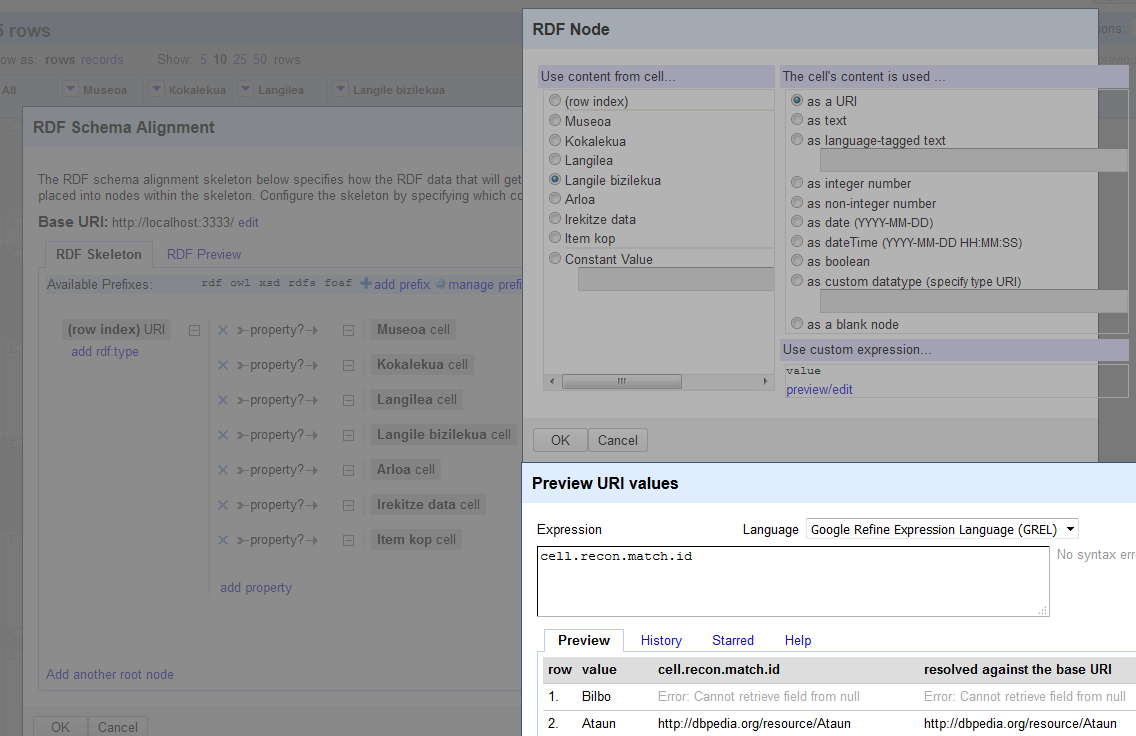 5 rows
ow as: rows records Show: 5 10 25 50 rows
All Museoa Kokalekua Langilea Langile bizilekua
RDF Schema Alignment
The RDF schema alignment skeleton below specifies how the RDF data that will get
placed into nodes within the skeleton. Configure the skeleton by specifying which co
Base URI: http://localhost:3333/ edit
RDF Skeleton RDF Preview
Available Prefixes: rdf owl xsd rdfs foaf add prefix manage prefi
(row index) URI
add rdf:type
property? Museoa cell
property? Kokalekua cell
property? Langilea cell
property? Langile bizilekua cell
property? Arloa cell
property? Irekitze data cell
property? Item kop cell
add property
Add another root node
OK Cancel
RDF Node
ions:
Use content from cell...
(row index)
Museoa
Kokalekua
Langilea
Langile bizilekua
Arloa
Irekitze data
Item kop
Constant Value
The cell's content is used ...
as a URI
as text
as language-tagged text
as integer number
as non-integer number
as date (YYYY-MM-DD)
as dateTime (YYYY-MM-DD HH:MM:SS)
as boolean
as custom datatype (specify type URI)
as a blank node
Use custom expression...
value
preview/edit
OK Cancel
Preview URI values
Expression Language Google Refine Expression Language (GREL)
cell.recon.match.id
No syntax err
Preview History Starred Help
row value cell.recon.match.id resolved against the base URI
1. Bilbo Error: Cannot retrieve field from null Error: Cannot retrieve field from null
2. Ataun http://dbpedia.org/resource/Ataun http://dbpedia.org/resource/Ataun